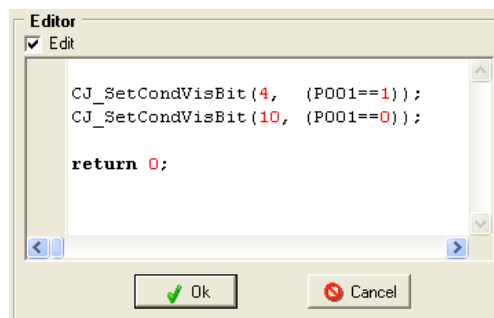 Editor
Edit
CJ_SetCondVisBit(4,  (P001==1));
CJ_SetCondVisBit(10, (P001==0));
return 0;
Ok
Cancel